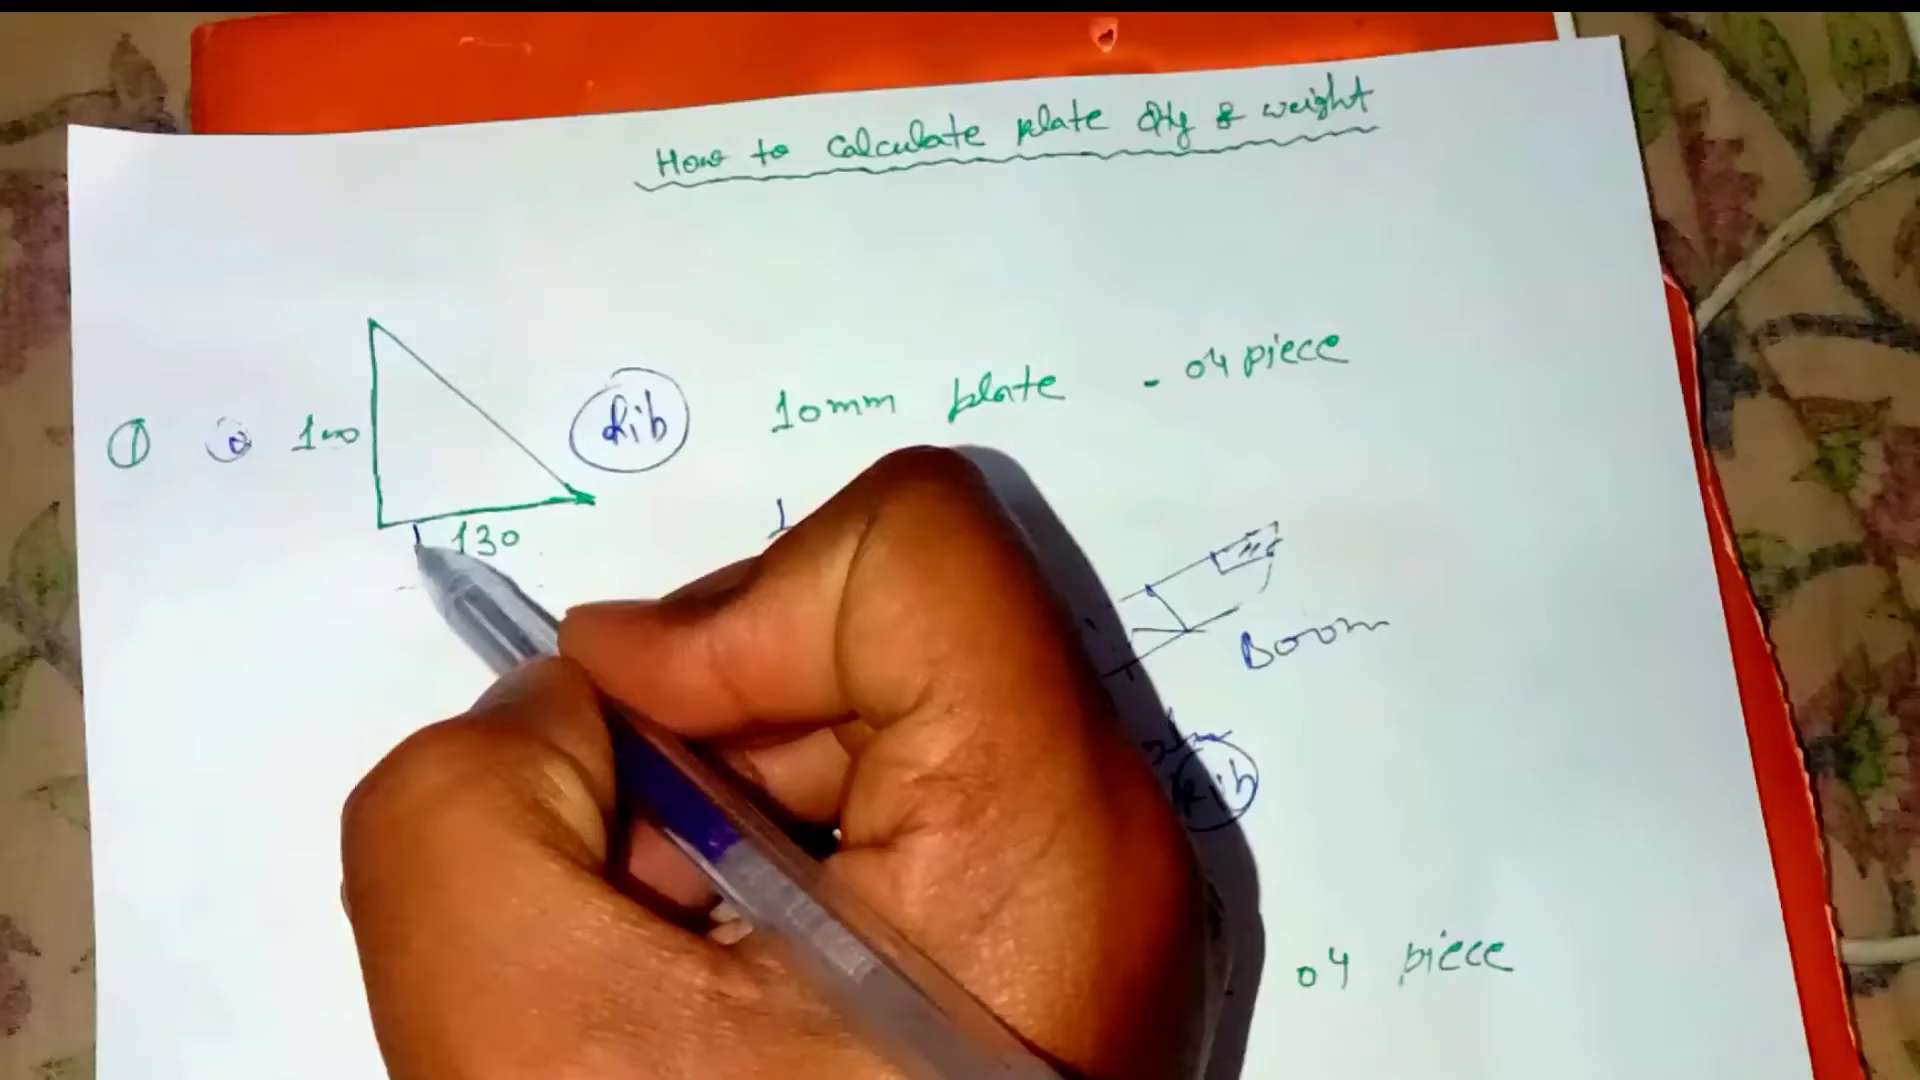 How to calculate plate Qty & weight
① 100 Rib 10mm plate - 04 piece
130
Boom
Rib
04 piece